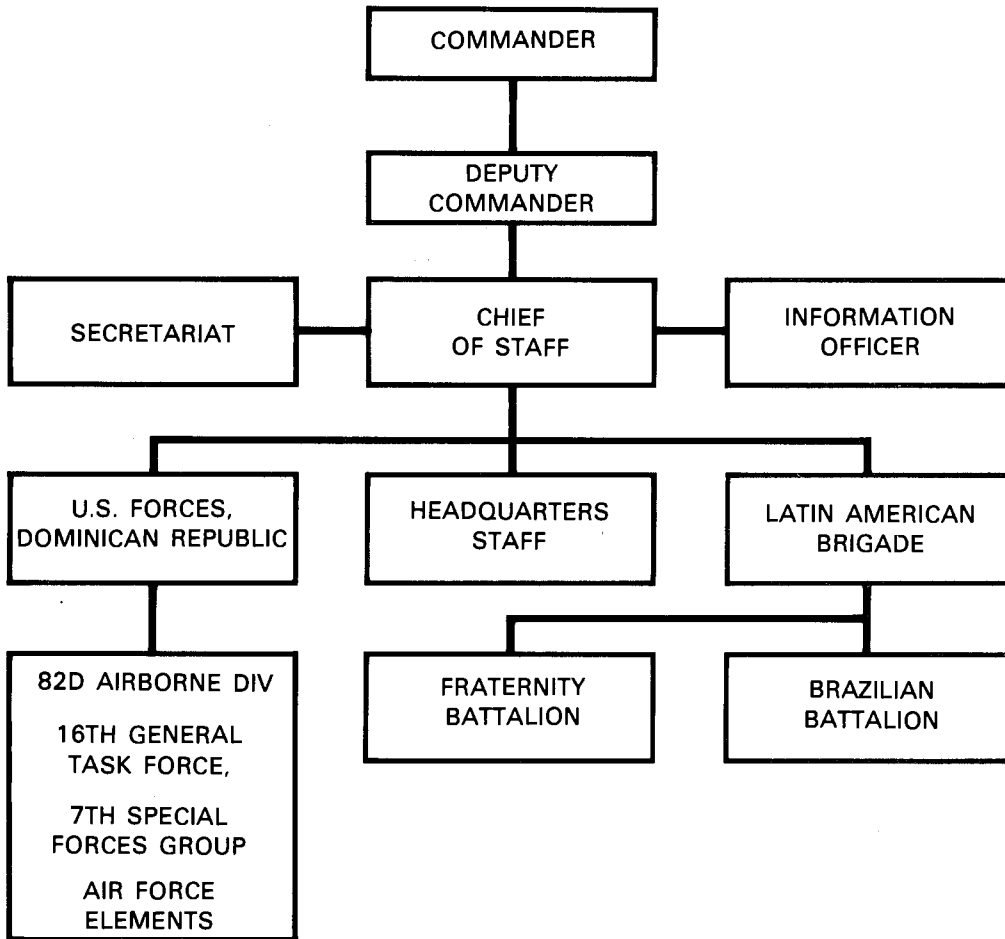 COMMANDER
DEPUTY
COMMANDER
SECRETARIAT
CHIEF
OF STAFF
INFORMATION
OFFICER
U.S. FORCES,
DOMINICAN REPUBLIC
HEADQUARTERS
STAFF
LATIN AMERICAN
BRIGADE
82D AIRBORNE DIV
16TH GENERAL
TASK FORCE,
7TH SPECIAL
FORCES GROUP
AIR FORCE
ELEMENTS
FRATERNITY
BATTALION
BRAZILIAN
BATTALION